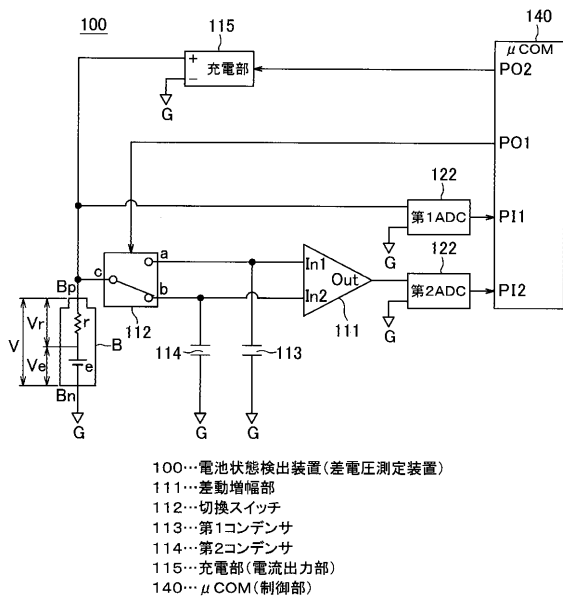 100
115
140
μCOM
+
−
充電部
PO2
G
PO1
122
第1ADC
PI1
G
a
c
b
In1
In2
Out
122
第2ADC
PI2
G
Bp
112
111
Vr
r
V
B
Ve
e
Bn
114
113
G
G
G
100…電池状態検出装置(差電圧測定装置)
111…差動増幅部
112…切換スイッチ
113…第1コンデンサ
114…第2コンデンサ
115…充電部(電流出力部)
140…μCOM(制御部)